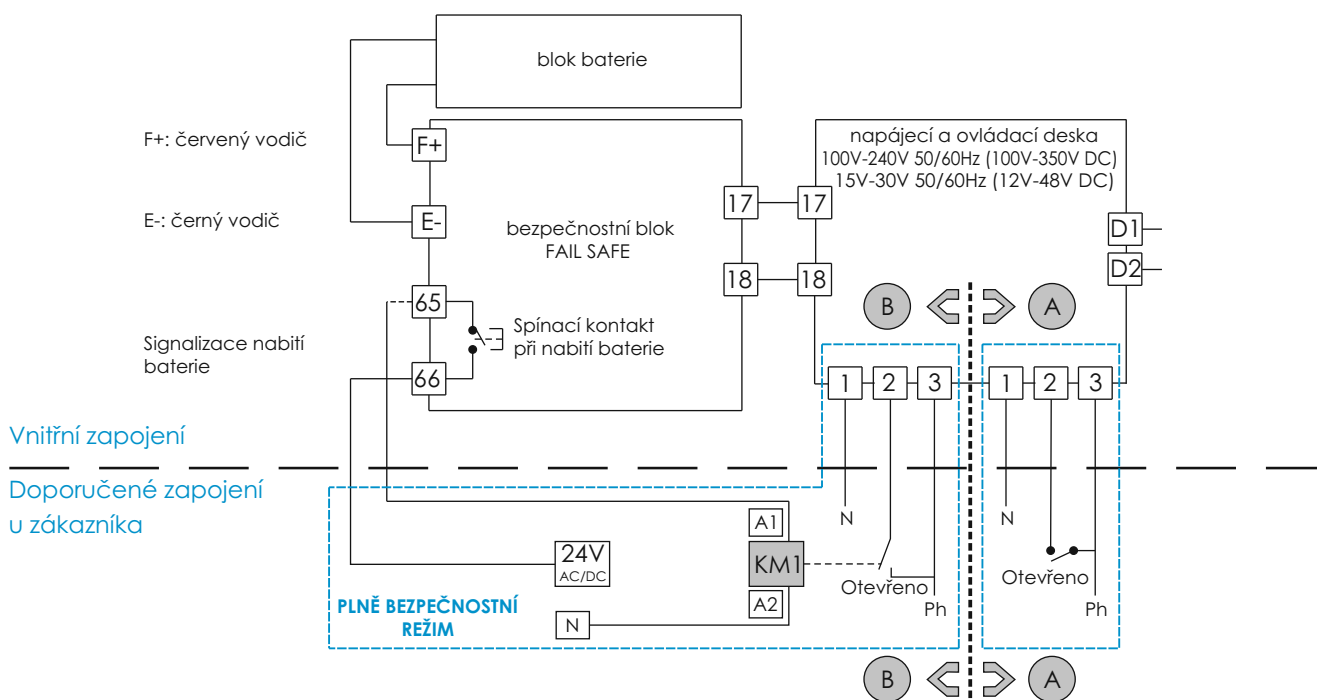 blok baterie
F+: červený vodič
F+
napájecí a ovládací deska
100V-240V 50/60Hz (100V-350V DC)
15V-30V 50/60Hz (12V-48V DC)
17
17
E-: černý vodič
E-
bezpečnostní blok
FAIL SAFE
D1
D2
18
18
65
B
A
Signalizace nabití
baterie
Spínací kontakt
při nabití baterie
66
1
2
3
1
2
3
Vnitřní zapojení
Doporučené zapojení
u zákazníka
N
N
A1
24V
AC/DC
KM1
Otevřeno
Otevřeno
A2
Ph
Ph
PLNĚ BEZPEČNOSTNÍ
REŽIM
N
B
A